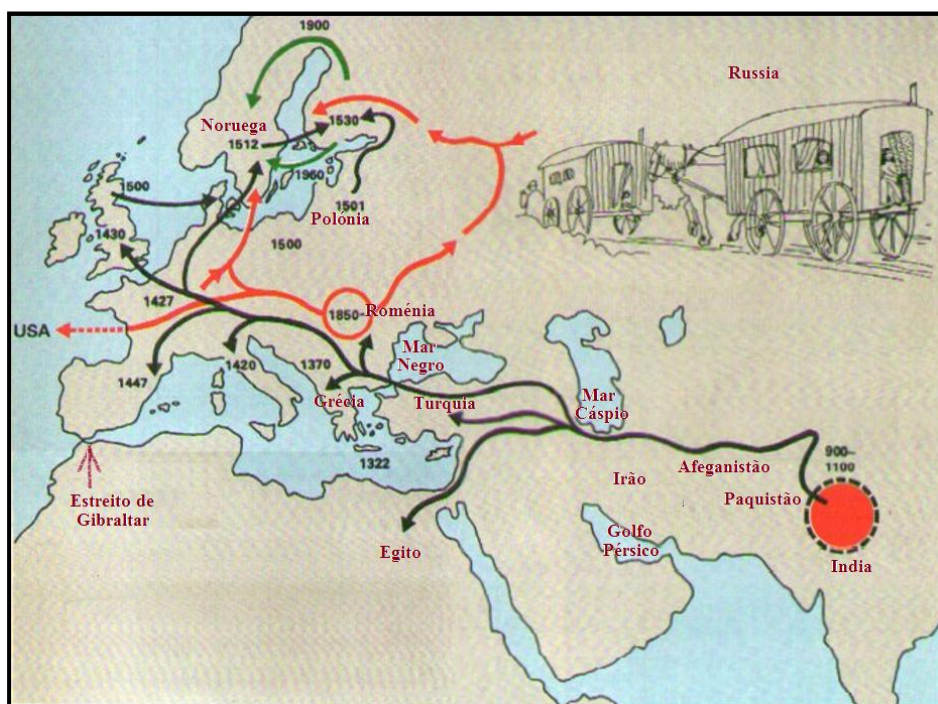 1900
Russia
Noruega
1530
1512
1500
1960
1501
Polónia
1430
1500
1427
1850-
Roménia
USA
Mar
Negro
1370
1420
1447
Grécia
Turquia
Mar
Cáspio
900-
1100
1322
Afeganistão
Irão
Paquistão
Estreito de
Gibraltar
Golfo
Pérsico
Egito
India